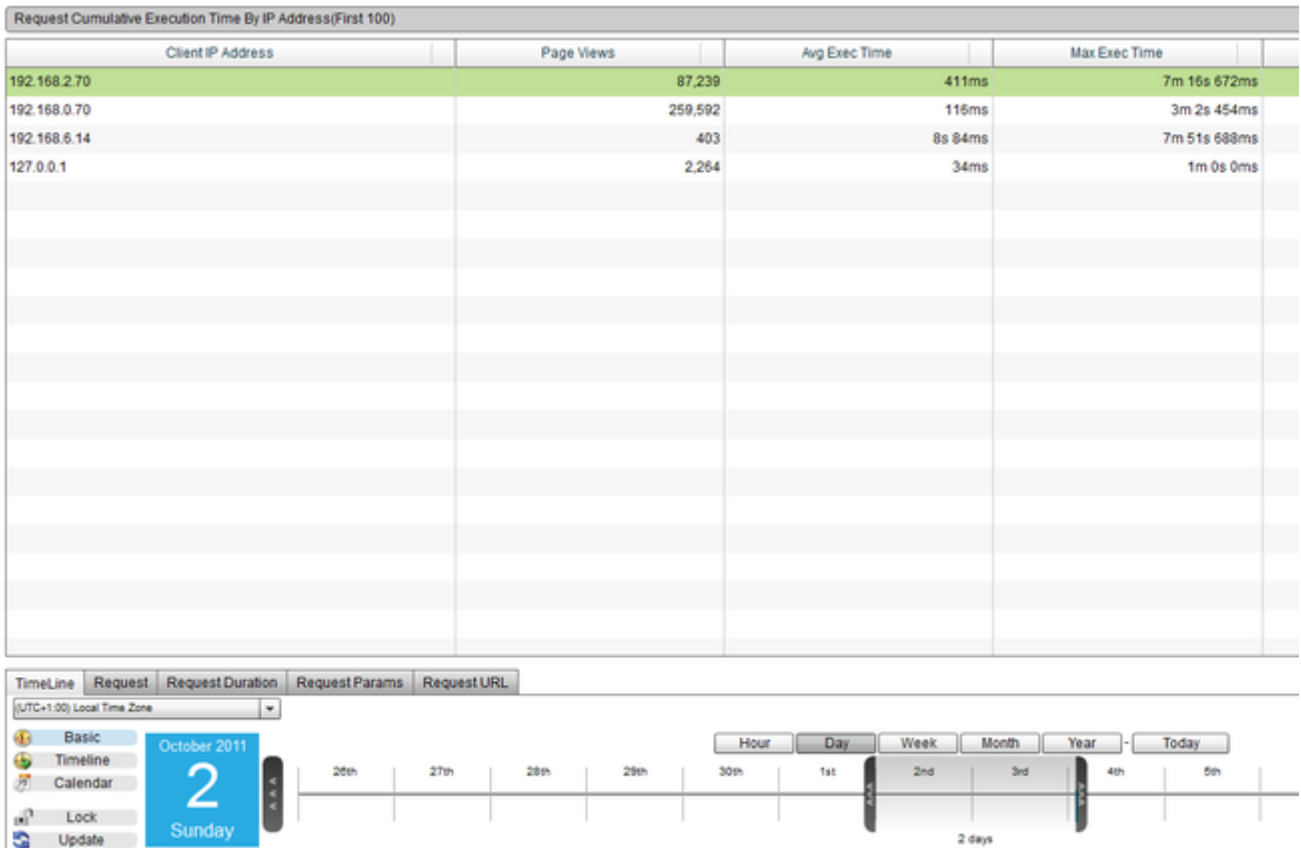 Request Cumulative Execution Time By IP Address(First 100)
Client IP Address Page Views Avg Exec Time Max Exec Time
192.168.2.70 87,239 411ms 7m 16s 672ms
192.168.0.70 259,592 116ms 3m 2s 454ms
192.168.6.14 403 8s 84ms 7m 51s 688ms
127.0.0.1 2,264 34ms 1m 0s 0ms
TimeLine Request Request Duration Request Params Request URL
(UTC+1:00) Local Time Zone
Basic
Timeline
Calendar
Lock
Update
October 2011
2
Sunday
Hour Day Week Month Year - Today
26th 27th 28th 29th 30th 1st 2nd 3rd 4th 5th
2 days